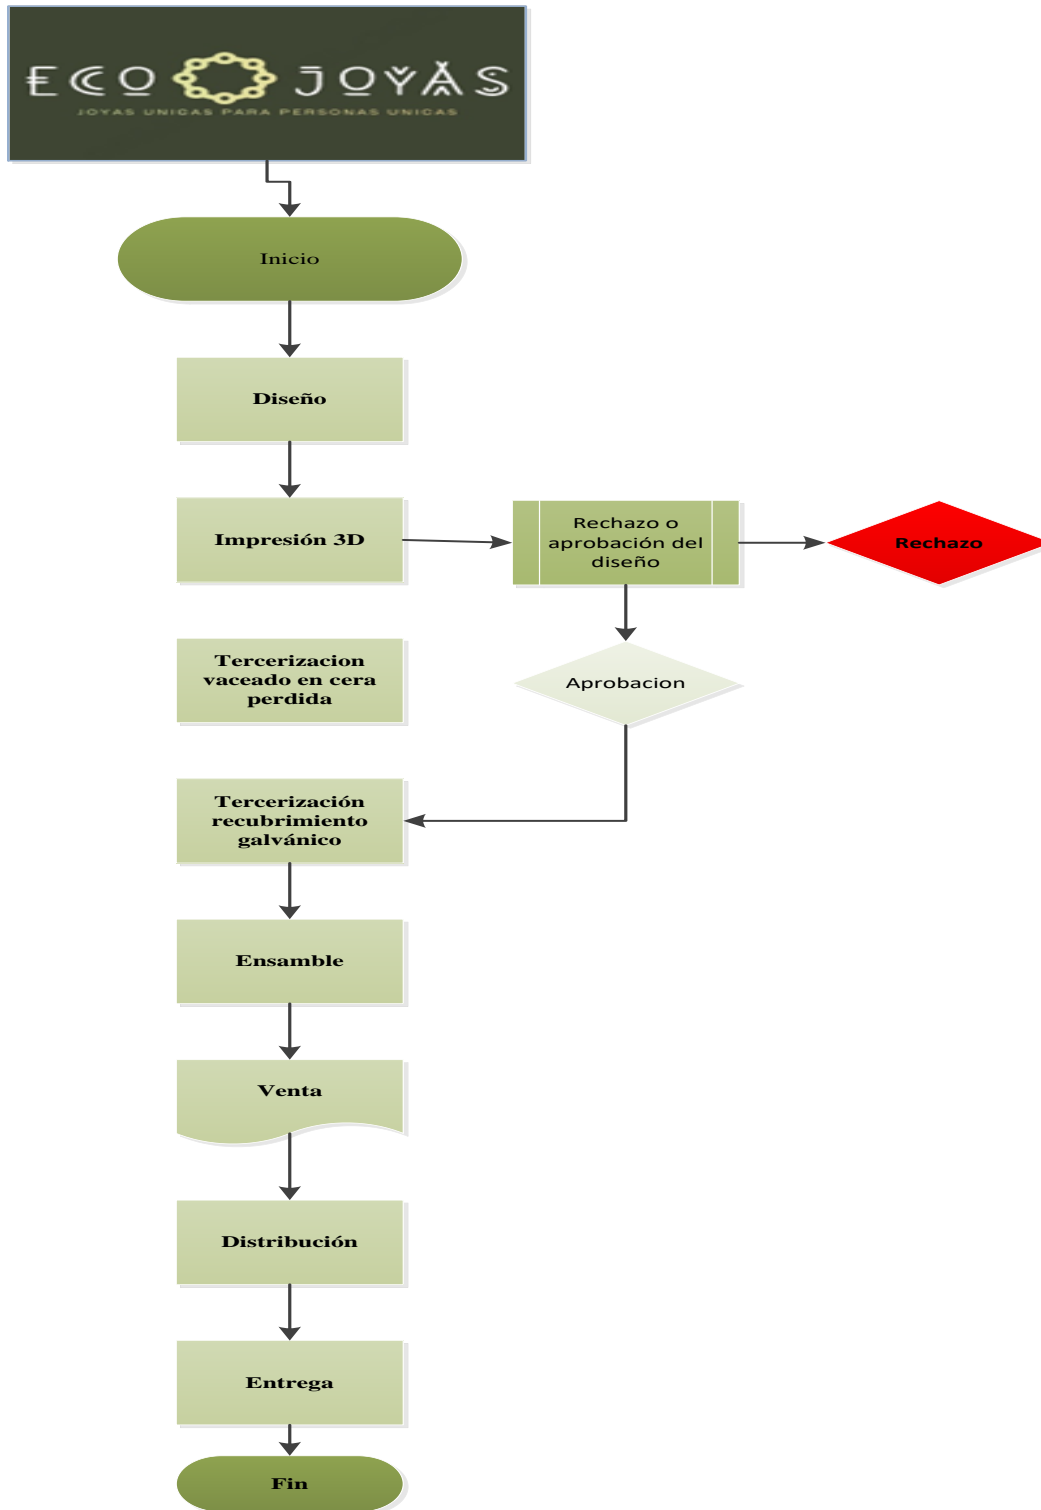 ECO JOYAS
JOYAS UNICAS PARA PERSONAS UNICAS
Inicio
Diseño
Impresión 3D
Rechazo o
aprobación del
diseño
Rechazo
Tercerizacion
vaceado en cera
perdida
Aprobacion
Tercerización
recubrimiento
galvánico
Ensamble
Venta
Distribución
Entrega
Fin